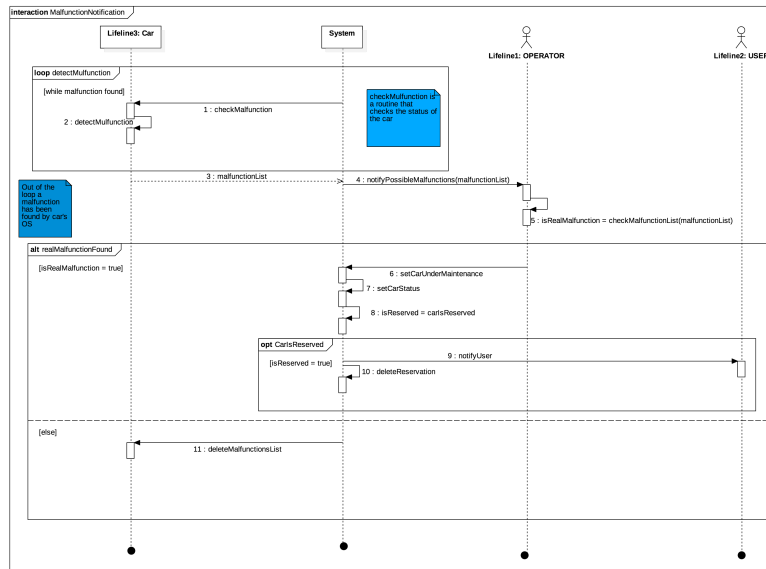 interaction MalfunctionNotification
Lifeline3: Car
System
Lifeline1: OPERATOR
Lifeline2: USER
loop detectMulfunction
[while malfunction found]
1 : checkMalfunction
2 : detectMulfunction
checkMulfunction is
a routine that
checks the status of
the car
3 : malfunctionList
4 : notifyPossibleMalfunctions(malfunctionList)
Out of the
loop a
malfunction
has been
found by car's
OS
5 : isRealMalfunction = checkMalfunctionList(malfunctionList)
alt realMalfunctionFound
[isRealMalfunction = true]
6 : setCarUnderMaintenance
7 : setCarStatus
8 : isReserved = carIsReserved
opt CarIsReserved
[isReserved = true]
9 : notifyUser
10 : deleteReservation
[else]
11 : deleteMalfunctionsList